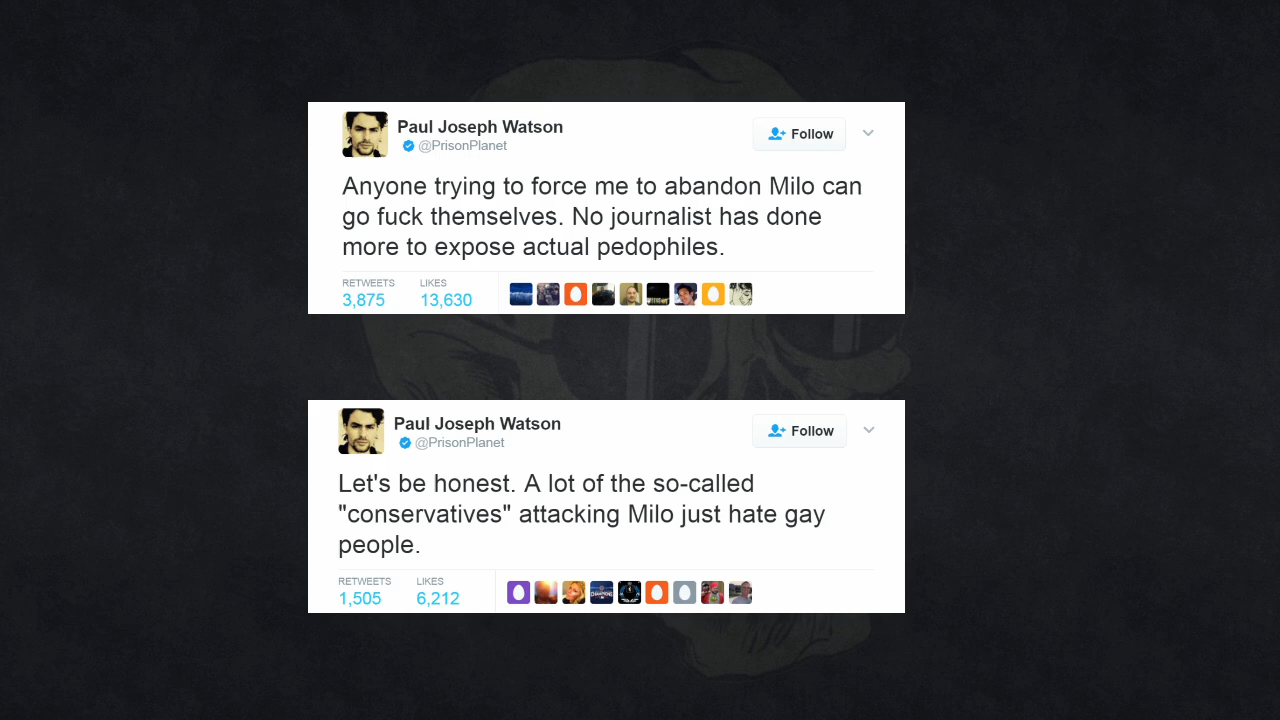 Paul Joseph Watson
@PrisonPlanet
Follow
Anyone trying to force me to abandon Milo can
go fuck themselves. No journalist has done
more to expose actual pedophiles.
RETWEETS LIKES
3,875 13,630
Paul Joseph Watson
@PrisonPlanet
Follow
Let's be honest. A lot of the so-called
"conservatives" attacking Milo just hate gay
people.
RETWEETS LIKES
1,505 6,212